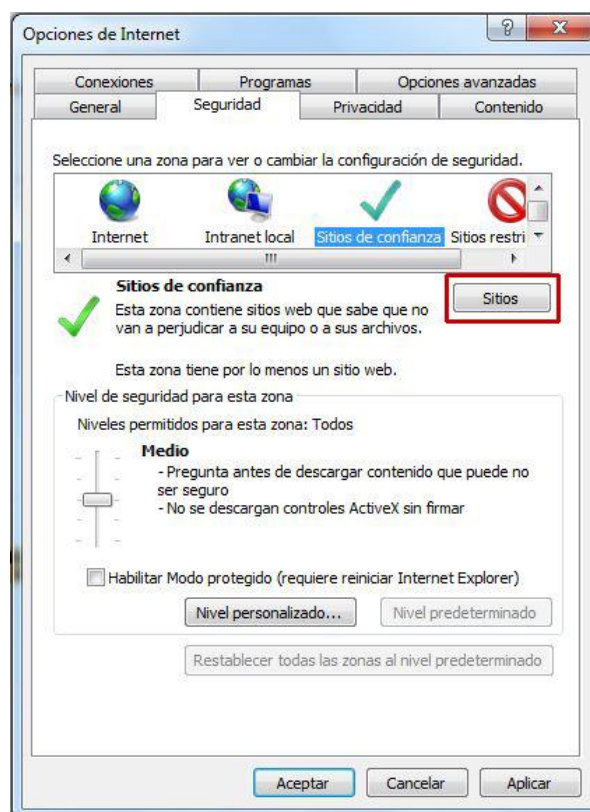 Opciones de Internet
Conexiones Programas Opciones avanzadas
General Seguridad Privacidad Contenido
Seleccione una zona para ver o cambiar la configuración de seguridad.
Internet Intranet local Sitios de confianza Sitios restri
Sitios de confianza
Sitios
Esta zona contiene sitios web que sabe que no
van a perjudicar a su equipo o a sus archivos.
Esta zona tiene por lo menos un sitio web.
Nivel de seguridad para esta zona
Niveles permitidos para esta zona: Todos
Medio
- Pregunta antes de descargar contenido que puede no
ser seguro
- No se descargan controles ActiveX sin firmar
Habilitar Modo protegido (requiere reiniciar Internet Explorer)
Nivel personalizado... Nivel predeterminado
Restablecer todas las zonas al nivel predeterminado
Aceptar Cancelar Aplicar